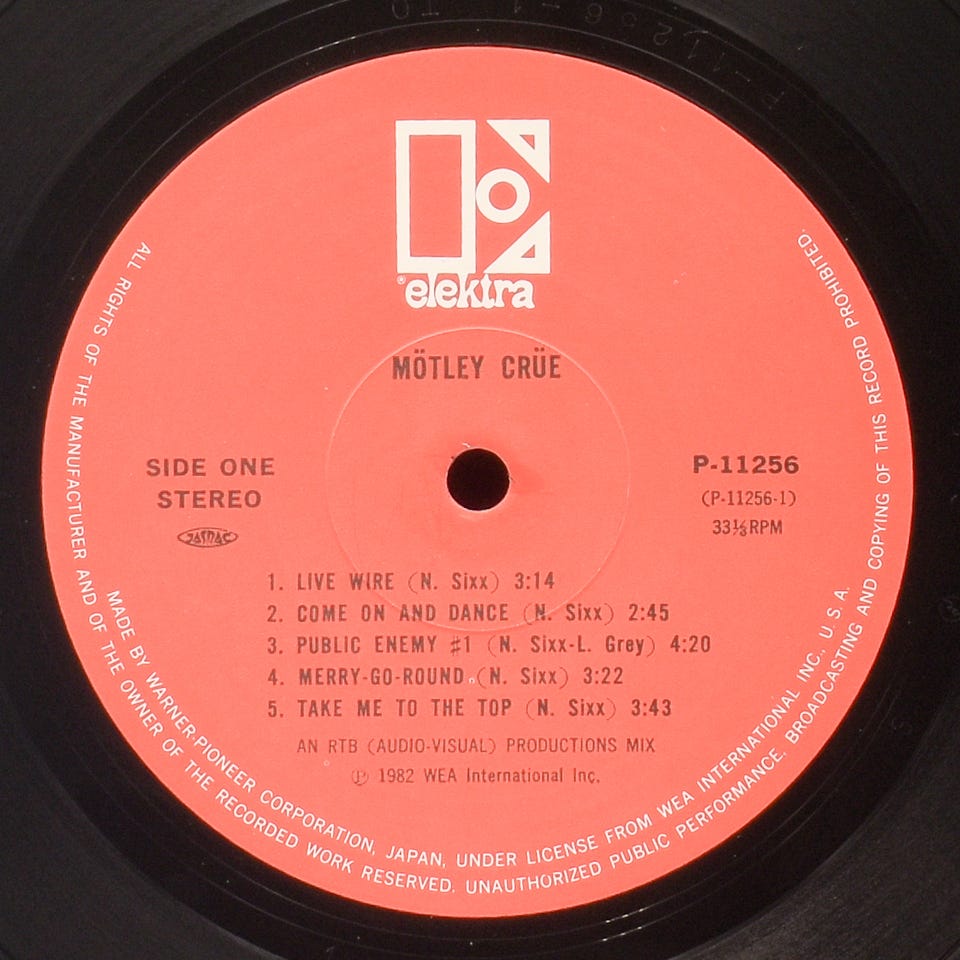 P-11256-1 TO
® elektra
MÖTLEY CRÜE
SIDE ONE
STEREO
JASRAC
P-11256
(P-11256-1)
33⅓RPM
1. LIVE WIRE (N. Sixx) 3:14
2. COME ON AND DANCE (N. Sixx) 2:45
3. PUBLIC ENEMY #1 (N. Sixx-L. Grey) 4:20
4. MERRY-GO-ROUND (N. Sixx) 3:22
5. TAKE ME TO THE TOP (N. Sixx) 3:43
AN RTB (AUDIO-VISUAL) PRODUCTIONS MIX
℗ 1982 WEA International Inc.
MADE BY WARNER-PIONEER CORPORATION, JAPAN, UNDER LICENSE FROM WEA INTERNATIONAL INC., U. S. A.
ALL RIGHTS OF THE MANUFACTURER AND OF THE OWNER OF THE RECORDED WORK RESERVED. UNAUTHORIZED PUBLIC PERFORMANCE, BROADCASTING AND COPYING OF THIS RECORD PROHIBITED.